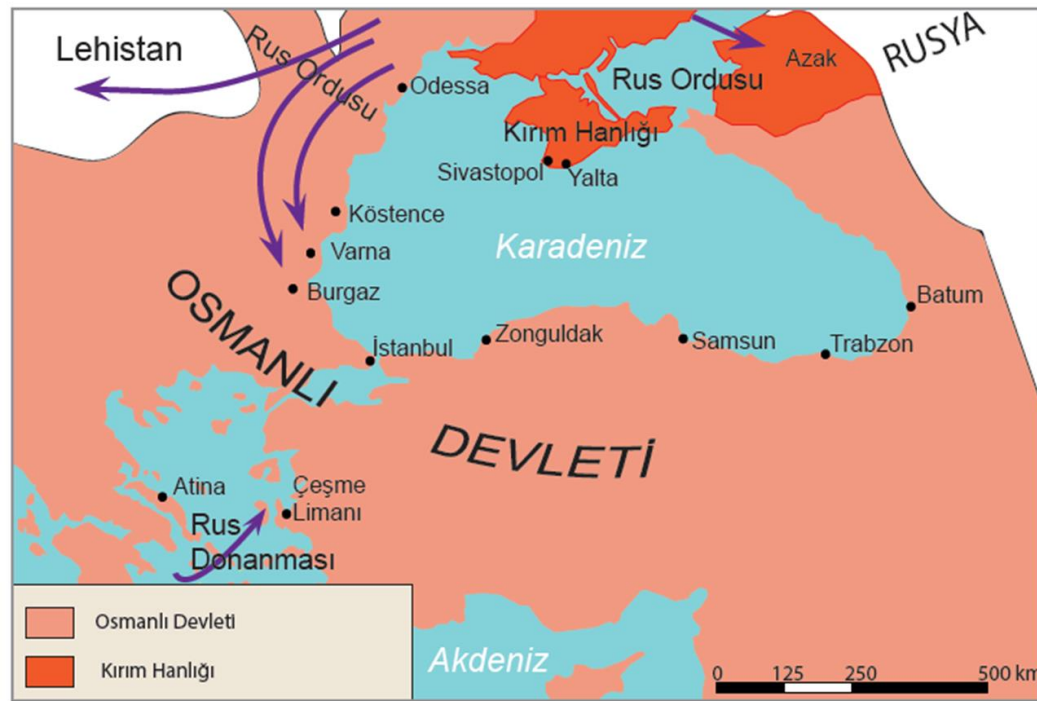 Lehistan
Rus Ordusu
Odessa
Rus Ordusu
Azak
RUSYA
Kırım Hanlığı
Sivastopol
Yalta
Köstence
Varna
Burgaz
Karadeniz
Batum
OSMANLI
DEVLETİ
İstanbul
Zonguldak
Samsun
Trabzon
Atina
Çeşme
Limanı
Rus
Donanması
Osmanlı Devleti
Kırım Hanlığı
Akdeniz
0 125 250 500 km